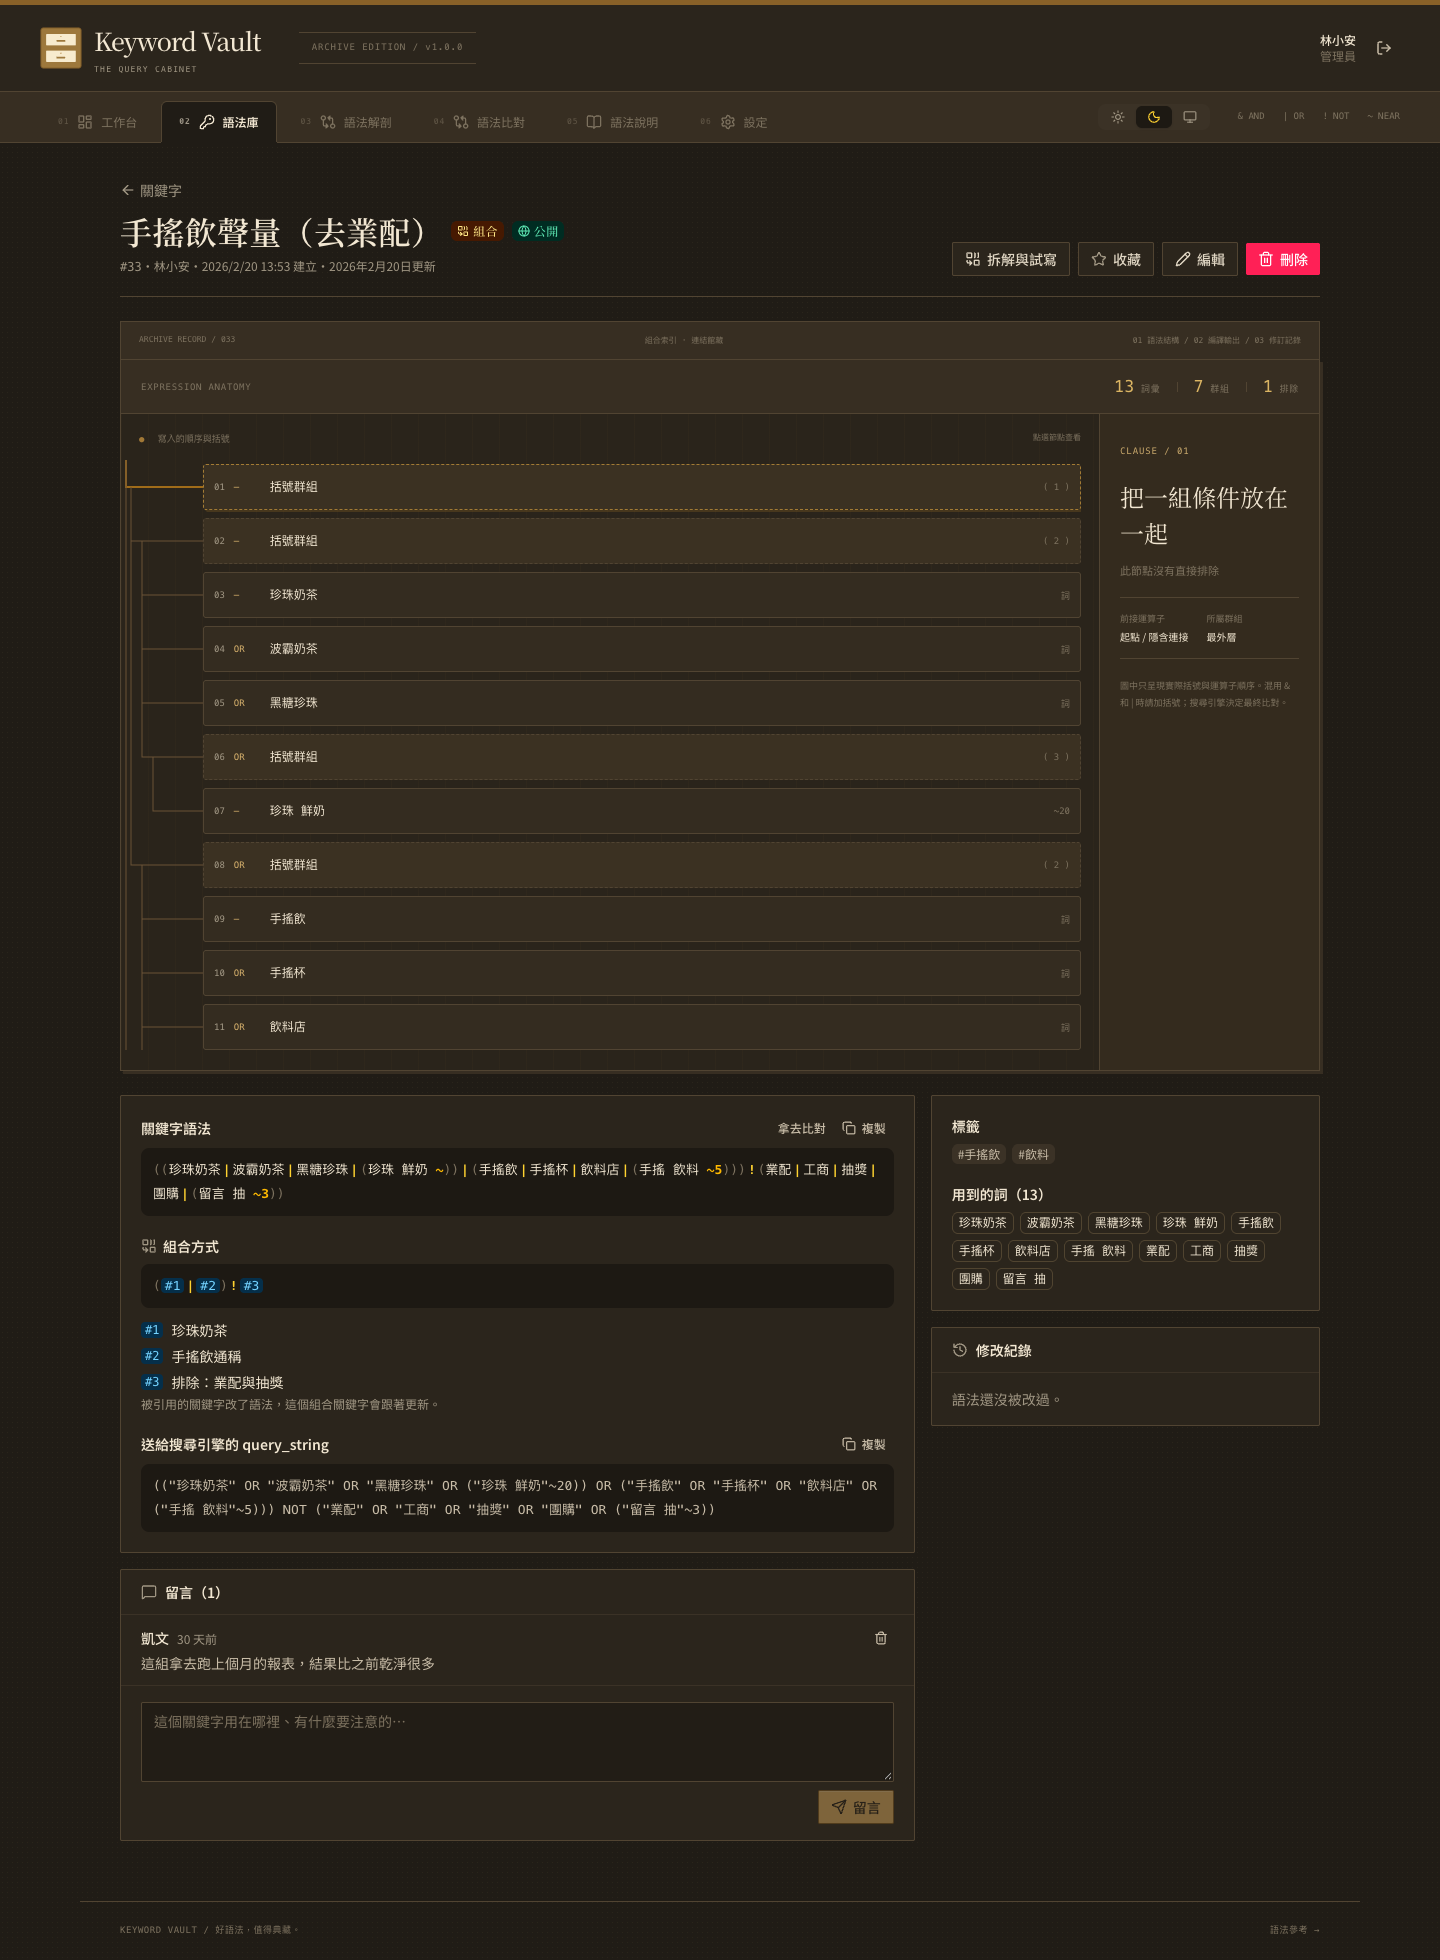 Keyword Vault
THE QUERY CABINET
ARCHIVE EDITION / v1.0.0
林小安
管理員
01 工作台
02 語法庫
03 語法解剖
04 語法比對
05 語法說明
06 設定
& AND | OR ! NOT ~ NEAR
關鍵字
手搖飲聲量（去業配） 組合 公開
#33・林小安・2026/2/20 13:53 建立・2026年2月20日更新
拆解與試寫 收藏 編輯 刪除
ARCHIVE RECORD / 033
組合索引 · 連結館藏
01 語法結構 / 02 編譯輸出 / 03 修訂記錄
EXPRESSION ANATOMY
13 詞彙 7 群組 1 排除
寫入的順序與括號
點選節點查看
01 — 括號群組 ( 1 )
02 — 括號群組 ( 2 )
03 — 珍珠奶茶 詞
04 OR 波霸奶茶 詞
05 OR 黑糖珍珠 詞
06 OR 括號群組 ( 3 )
07 — 珍珠 鮮奶 ~20
08 OR 括號群組 ( 2 )
09 — 手搖飲 詞
10 OR 手搖杯 詞
11 OR 飲料店 詞
CLAUSE / 01
把一組條件放在
一起
此節點沒有直接排除
前接運算子 所屬群組
起點 / 隱含連接 最外層
圖中只呈現實際括號與運算子順序。混用 &
和 | 時請加括號；搜尋引擎決定最終比對。
關鍵字語法 拿去比對 複製
((珍珠奶茶|波霸奶茶|黑糖珍珠|(珍珠 鮮奶 ~))|(手搖飲|手搖杯|飲料店|(手搖 飲料 ~5)))!(業配|工商|抽獎|
團購|(留言 抽 ~3))
組合方式
(#1|#2)!#3
#1 珍珠奶茶
#2 手搖飲通稱
#3 排除：業配與抽獎
被引用的關鍵字改了語法，這個組合關鍵字會跟著更新。
送給搜尋引擎的 query_string 複製
(("珍珠奶茶" OR "波霸奶茶" OR "黑糖珍珠" OR ("珍珠 鮮奶"~20)) OR ("手搖飲" OR "手搖杯" OR "飲料店" OR
("手搖 飲料"~5))) NOT ("業配" OR "工商" OR "抽獎" OR "團購" OR ("留言 抽"~3))
標籤
#手搖飲 #飲料
用到的詞（13）
珍珠奶茶 波霸奶茶 黑糖珍珠 珍珠 鮮奶 手搖飲
手搖杯 飲料店 手搖 飲料 業配 工商 抽獎
團購 留言 抽
修改紀錄
語法還沒被改過。
留言（1）
凱文 30 天前
這組拿去跑上個月的報表，結果比之前乾淨很多
這個關鍵字用在哪裡、有什麼要注意的…
留言
KEYWORD VAULT / 好語法，值得典藏。
語法參考 →